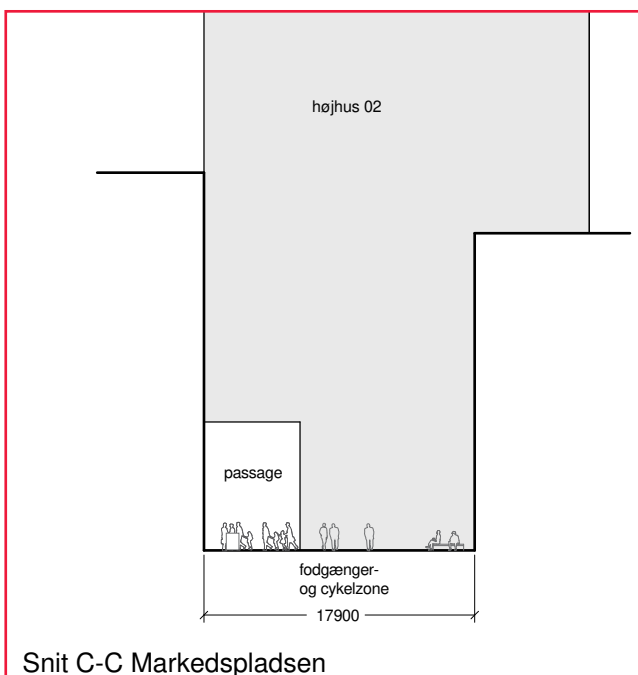 højhus 02
passage
fodgænger-
og cykelzone
17900
Snit C-C Markedspladsen